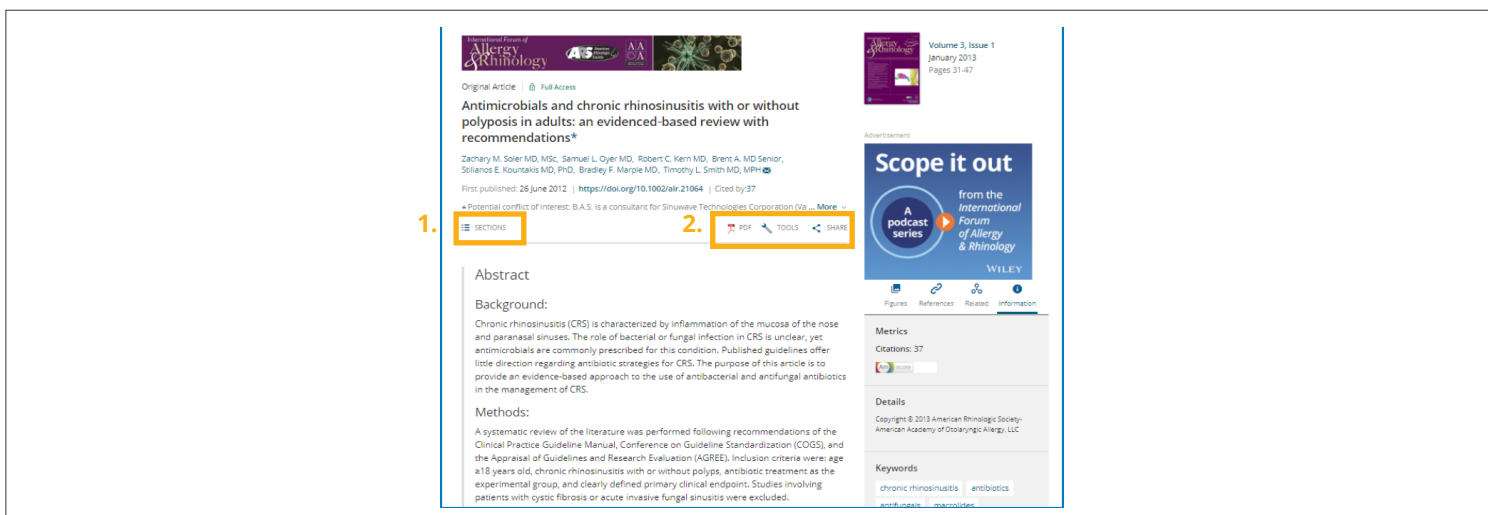 International Forum of
Allergy
& Rhinology
ARS American Rhinologic Society
AA
OA
Original Article | Full Access
Antimicrobials and chronic rhinosinusitis with or without
polyposis in adults: an evidenced-based review with
recommendations*
Zachary M. Soler MD, MSc, Samuel L. Oyer MD, Robert C. Kern MD, Brent A. MD Senior,
Stilianos E. Kountakis MD, PhD, Bradley F. Marple MD, Timothy L. Smith MD, MPH
First published: 26 June 2012 | https://doi.org/10.1002/alr.21064 | Cited by:37
Potential conflict of interest: B.A.S. is a consultant for Sinuwave Technologies Corporation (Va ... More
1.
SECTIONS
2.
PDF TOOLS SHARE
Abstract
Background:
Chronic rhinosinusitis (CRS) is characterized by inflammation of the mucosa of the nose
and paranasal sinuses. The role of bacterial or fungal infection in CRS is unclear, yet
antimicrobials are commonly prescribed for this condition. Published guidelines offer
little direction regarding antibiotic strategies for CRS. The purpose of this article is to
provide an evidence-based approach to the use of antibacterial and antifungal antibiotics
in the management of CRS.
Methods:
A systematic review of the literature was performed following recommendations of the
Clinical Practice Guideline Manual, Conference on Guideline Standardization (COGS), and
the Appraisal of Guidelines and Research Evaluation (AGREE). Inclusion criteria were: age
≥18 years old, chronic rhinosinusitis with or without polyps, antibiotic treatment as the
experimental group, and clearly defined primary clinical endpoint. Studies involving
patients with cystic fibrosis or acute invasive fungal sinusitis were excluded.
Allergy
& Rhinology
Volume 3, Issue 1
January 2013
Pages 31-47
Advertisement
Scope it out
A
podcast
series
from the
International
Forum
of Allergy
& Rhinology
WILEY
Figures References Related Information
Metrics
Citations: 37
Am score
Details
Copyright © 2013 American Rhinologic Society-
American Academy of Otolaryngic Allergy, LLC
Keywords
chronic rhinosinusitis antibiotics
antifungals macrolides